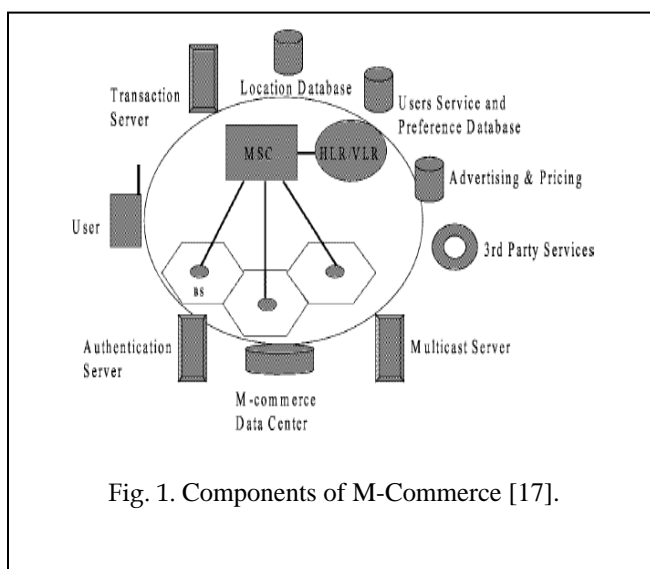 Location Database
Transaction
Server
Users Service and
Preference Database
MSC
HLR/VLR
Advertising & Pricing
User
3rd Party Services
BS
Authentication
Server
Multicast Server
M-commerce
Data Center
Fig. 1. Components of M-Commerce [17].